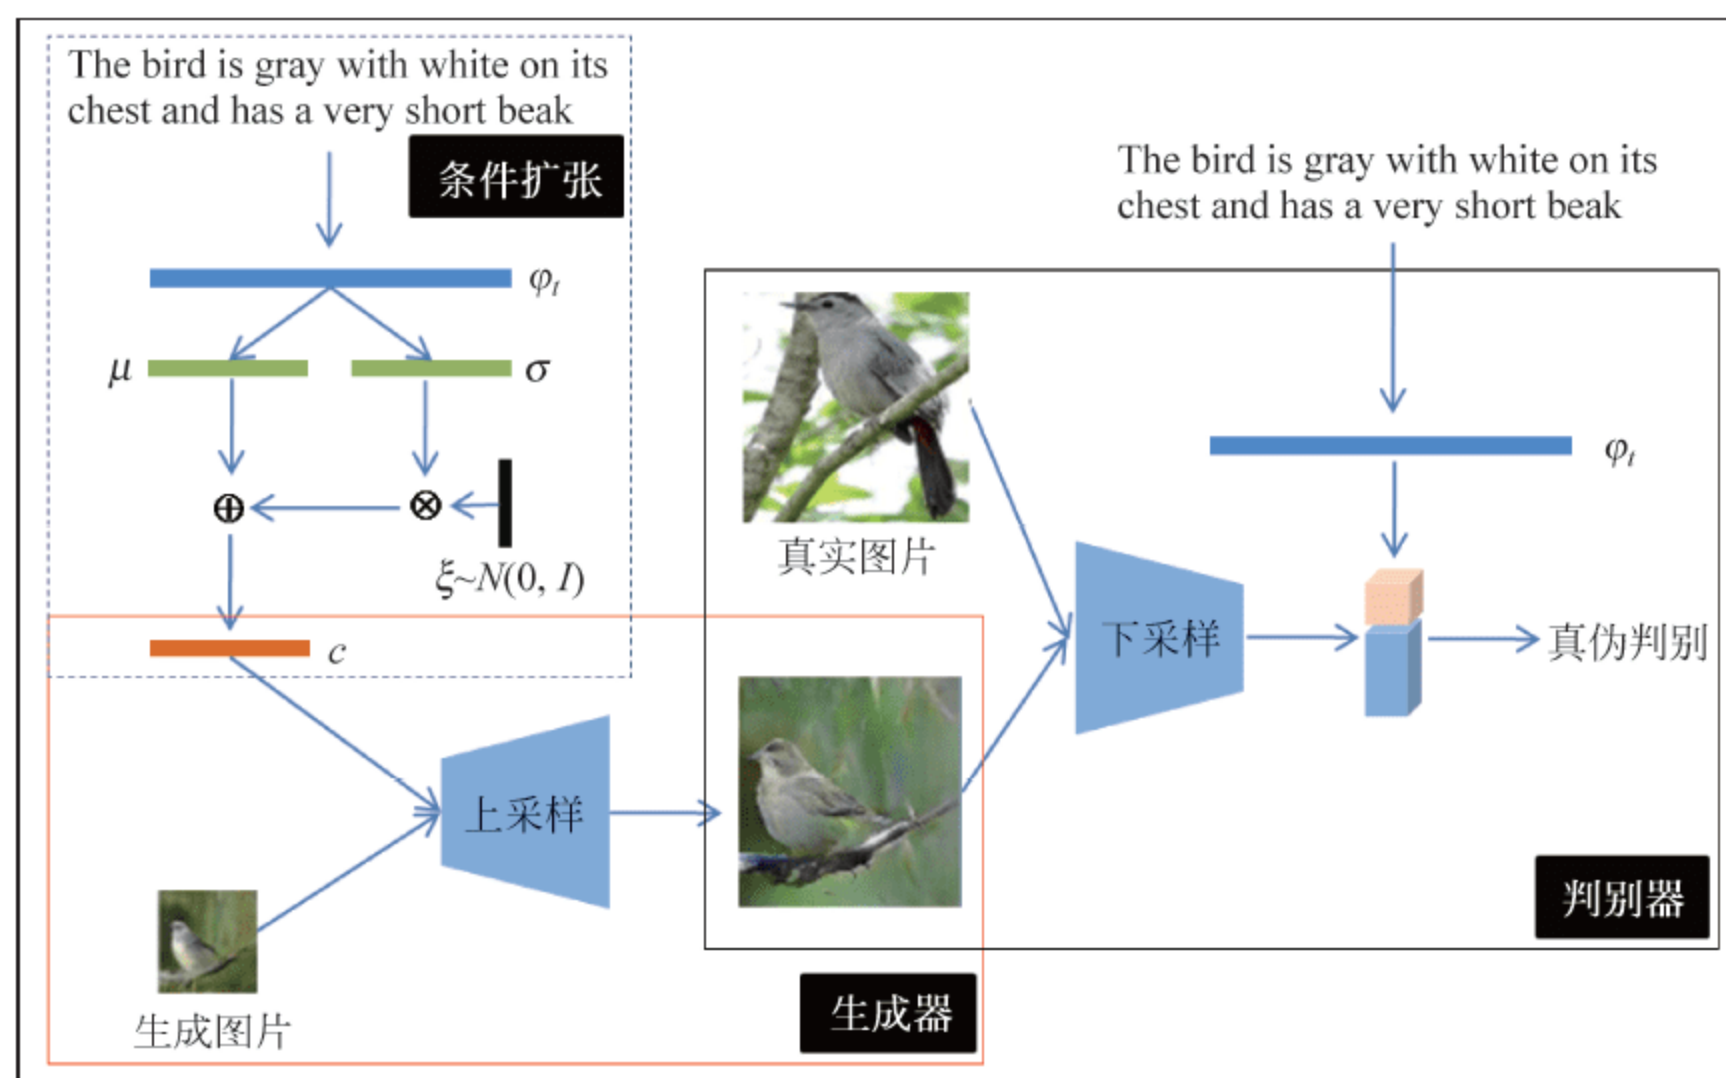 The bird is gray with white on its
chest and has a very short beak
条件扩张
φt
μ
σ
ξ~N(0, I)
c
上采样
生成图片
生成器
The bird is gray with white on its
chest and has a very short beak
φt
真实图片
下采样
真伪判别
判别器